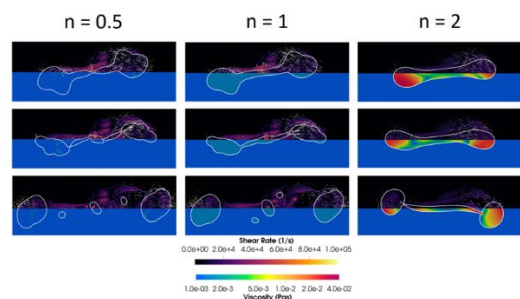 n = 0.5 n = 1 n = 2
Shear Rate (1/s)
0.0e+00 2.0e+4 4.0e+4 6.0e+4 8.0e+4 1.0e+05
1.0e-03 2.0e-3 5.0e-3 1.0e-2 2.0e-2 4.0e-02
Viscosity (Pas)